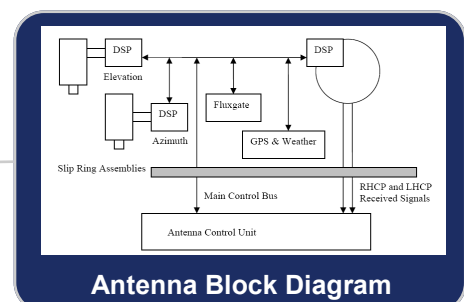 DSP
DSP
Elevation
DSP
Fluxgate
Azimuth
GPS & Weather
Slip Ring Assemblies
RHCP and LHCP
Received Signals
Main Control Bus
Antenna Control Unit
Antenna Block Diagram